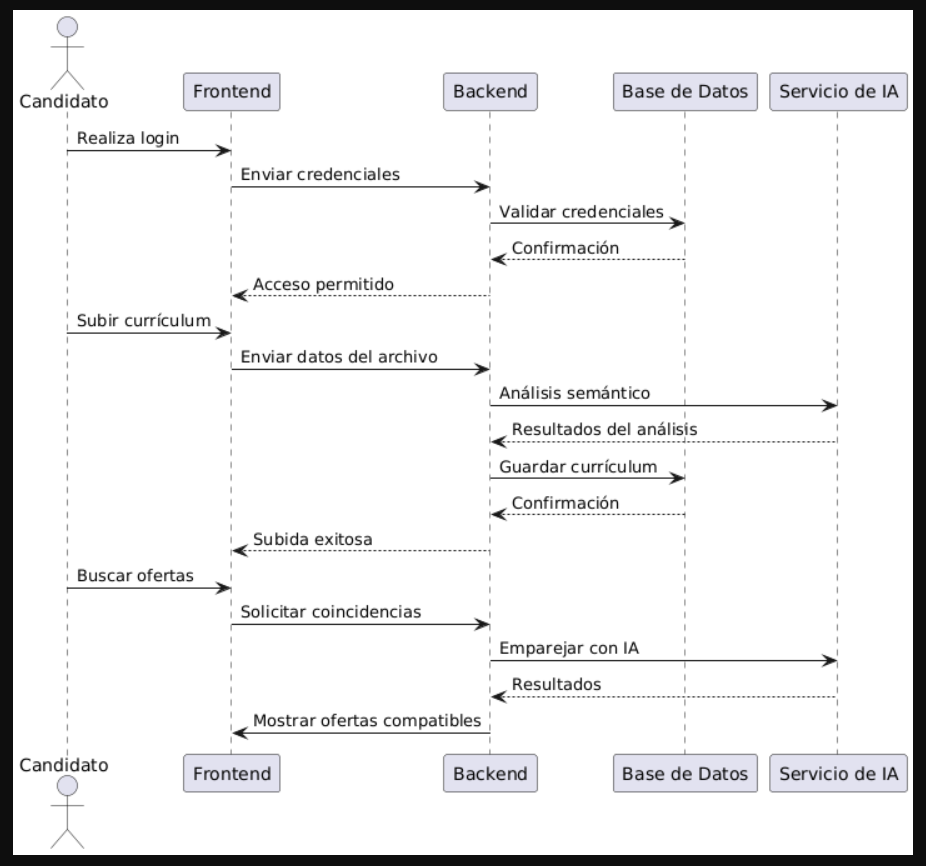 Candidato
Frontend
Backend
Base de Datos
Servicio de IA
Realiza login
Enviar credenciales
Validar credenciales
Confirmación
Acceso permitido
Subir currículum
Enviar datos del archivo
Análisis semántico
Resultados del análisis
Guardar currículum
Confirmación
Subida exitosa
Buscar ofertas
Solicitar coincidencias
Emparejar con IA
Resultados
Mostrar ofertas compatibles
Candidato
Frontend
Backend
Base de Datos
Servicio de IA